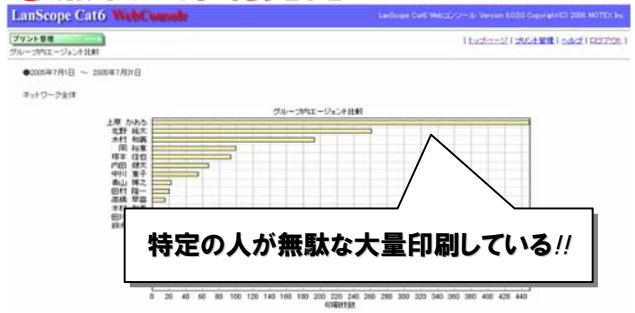 LanScope Cat6 WebConsole
LanScope Cat6 Webコンソール Version 6.0.0.0 Copyright(C) 2006 MOTEX Inc.
プリント管理
トップページ | プリント管理 | ヘルプ | ログアウト |
グループ内エージェント比較
●2005年7月1日 ～ 2005年7月31日
ネットワーク全体
グループ内エージェント比較
上原 かおる
北野 純天
木村 和義
岡 裕恵
塚本 信也
内田 健次
中川 恵子
青山 博之
田村 隆一
高橋 早苗
特定の人が無駄な大量印刷している!!
0 20 40 60 80 100 120 140 160 180 200 220 240 260 280 300 320 340 360 380 400 420 440
印刷枚数